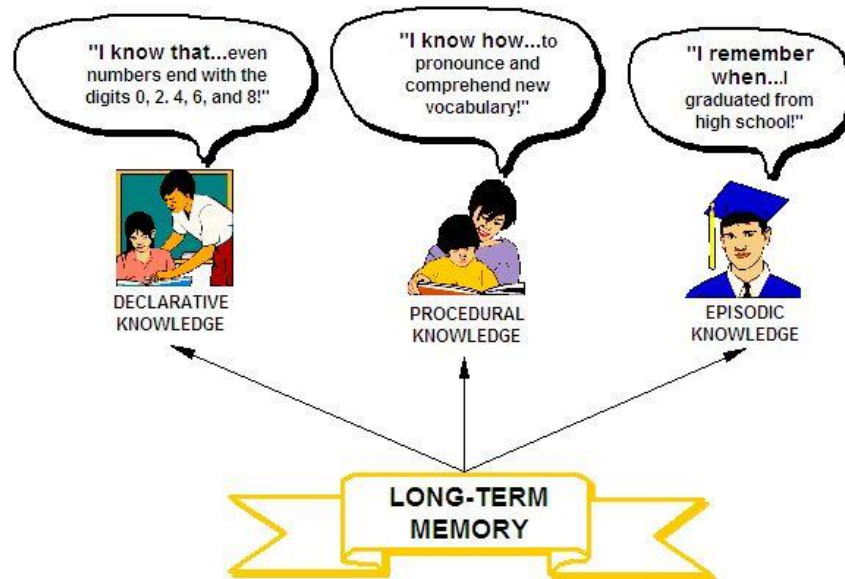 "I know that...even
numbers end with the
digits 0, 2. 4, 6, and 8!"
"I know how...to
pronounce and
comprehend new
vocabulary!"
"I remember
when...I
graduated from
high school!"
DECLARATIVE
KNOWLEDGE
PROCEDURAL
KNOWLEDGE
EPISODIC
KNOWLEDGE
LONG-TERM
MEMORY